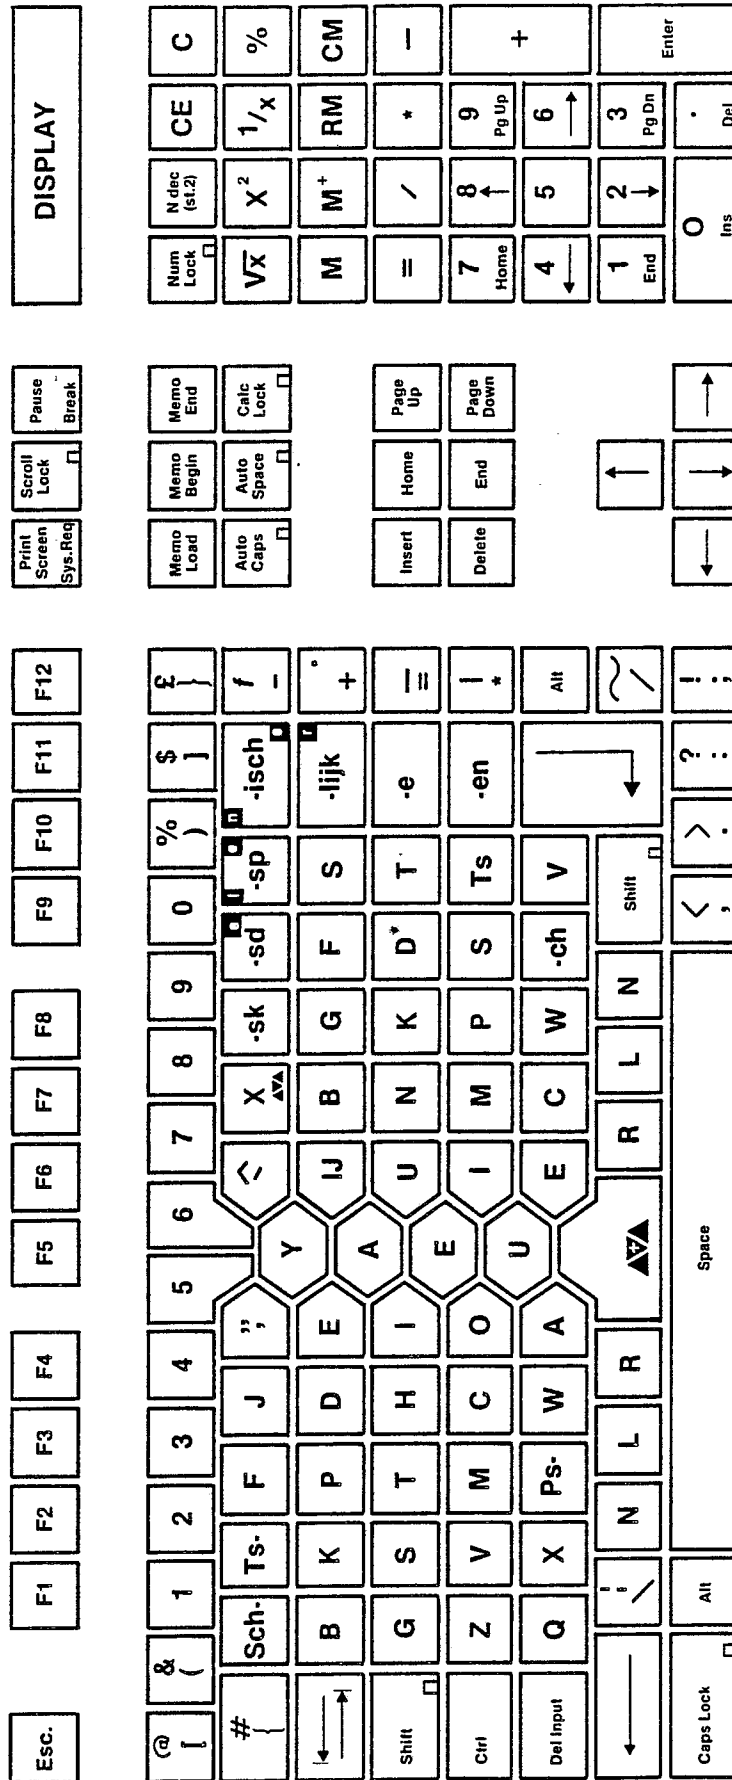 Esc. F1 F2 F3 F4 F5 F6 F7 F8 F9 F10 F11 F12 Print Screen Sys.Req Scroll Lock Pause Break DISPLAY
@ [ & ( 1 2 3 4 5 6 7 8 9 0 % ) $ ] £ } Memo Load Memo Begin Memo End Num Lock N dec (st.2) CE C
# { Sch- Ts- F J ,, , Y ^ X -sk -sd -sp -isch f - Auto Caps Auto Space Calc Lock √x X² 1/x %
B K P D E A IJ B G F S -lijk ° + M M+ RM CM
Shift G S T H I E U N K D* T -e — = Insert Home Page Up = / * −
Ctrl Z V M C O U I M P S Ts -en | * Delete End Page Down 7 Home 8 ↑ 9 Pg Up +
Del Input Q X Ps- W A E C W -ch V Alt 4 ← 5 6 →
← " / N L R + R L N Shift ~ / ↑ 1 End 2 ↓ 3 Pg Dn Enter
Caps Lock Alt Space < , > . ? : ! ; ← ↓ → 0 Ins . Del